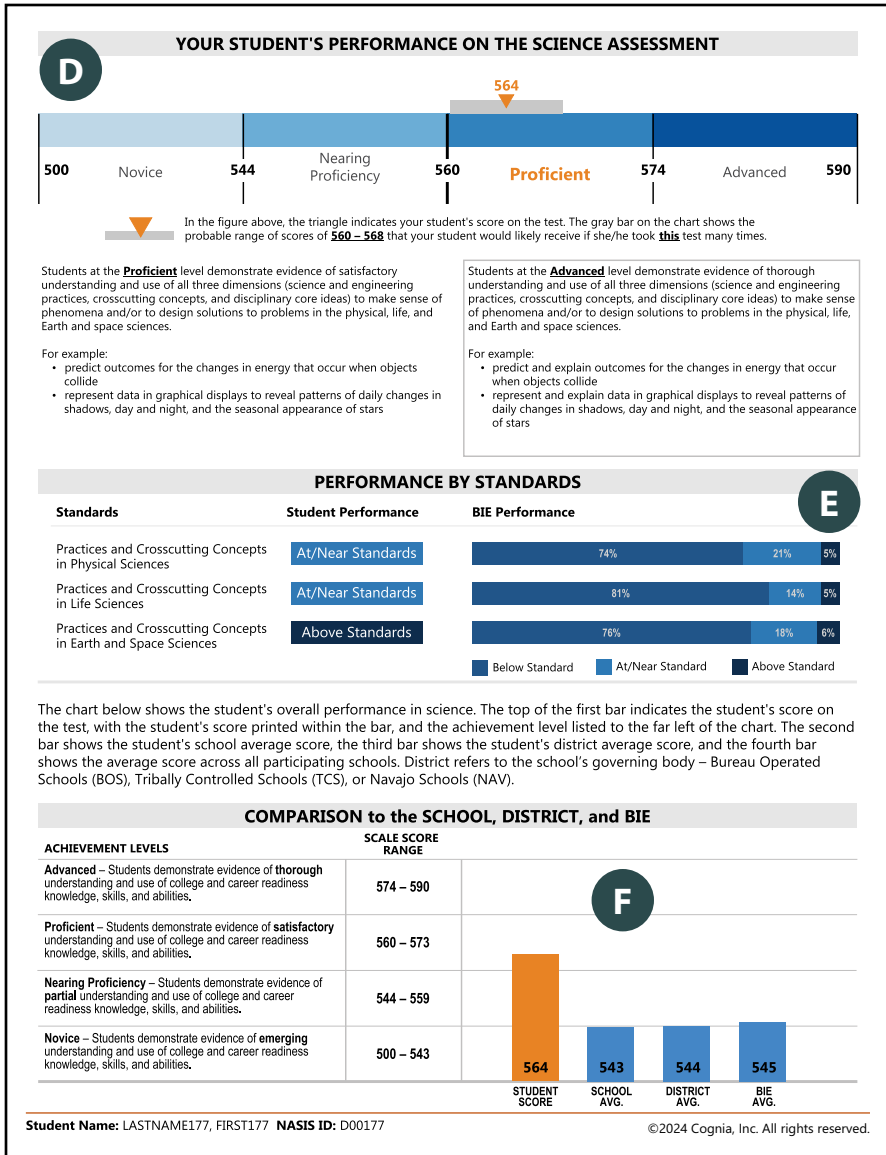 YOUR STUDENT'S PERFORMANCE ON THE SCIENCE ASSESSMENT
D
564
500
Novice
544
Nearing
Proficiency
560
Proficient
574
Advanced
590
In the figure above, the triangle indicates your student's score on the test. The gray bar on the chart shows the
probable range of scores of 560 – 568 that your student would likely receive if she/he took this test many times.
Students at the Proficient level demonstrate evidence of satisfactory
understanding and use of all three dimensions (science and engineering
practices, crosscutting concepts, and disciplinary core ideas) to make sense of
phenomena and/or to design solutions to problems in the physical, life, and
Earth and space sciences.
For example:
• predict outcomes for the changes in energy that occur when objects
collide
• represent data in graphical displays to reveal patterns of daily changes in
shadows, day and night, and the seasonal appearance of stars
Students at the Advanced level demonstrate evidence of thorough
understanding and use of all three dimensions (science and engineering
practices, crosscutting concepts, and disciplinary core ideas) to make sense
of phenomena and/or to design solutions to problems in the physical, life,
and Earth and space sciences.
For example:
• predict and explain outcomes for the changes in energy that occur
when objects collide
• represent and explain data in graphical displays to reveal patterns of
daily changes in shadows, day and night, and the seasonal appearance
of stars
PERFORMANCE BY STANDARDS
E
Standards
Student Performance
BIE Performance
Practices and Crosscutting Concepts
in Physical Sciences
At/Near Standards
74%
21%
5%
Practices and Crosscutting Concepts
in Life Sciences
At/Near Standards
81%
14%
5%
Practices and Crosscutting Concepts
in Earth and Space Sciences
Above Standards
76%
18%
6%
Below Standard
At/Near Standard
Above Standard
The chart below shows the student's overall performance in science. The top of the first bar indicates the student's score on
the test, with the student's score printed within the bar, and the achievement level listed to the far left of the chart. The second
bar shows the student's school average score, the third bar shows the student's district average score, and the fourth bar
shows the average score across all participating schools. District refers to the school's governing body – Bureau Operated
Schools (BOS), Tribally Controlled Schools (TCS), or Navajo Schools (NAV).
COMPARISON to the SCHOOL, DISTRICT, and BIE
ACHIEVEMENT LEVELS
SCALE SCORE
RANGE
Advanced – Students demonstrate evidence of thorough
understanding and use of college and career readiness
knowledge, skills, and abilities.
574 – 590
F
Proficient – Students demonstrate evidence of satisfactory
understanding and use of college and career readiness
knowledge, skills, and abilities.
560 – 573
Nearing Proficiency – Students demonstrate evidence of
partial understanding and use of college and career
readiness knowledge, skills, and abilities.
544 – 559
Novice – Students demonstrate evidence of emerging
understanding and use of college and career readiness
knowledge, skills, and abilities.
500 – 543
564
543
544
545
STUDENT
SCORE
SCHOOL
AVG.
DISTRICT
AVG.
BIE
AVG.
Student Name: LASTNAME177, FIRST177 NASIS ID: D00177
©2024 Cognia, Inc. All rights reserved.